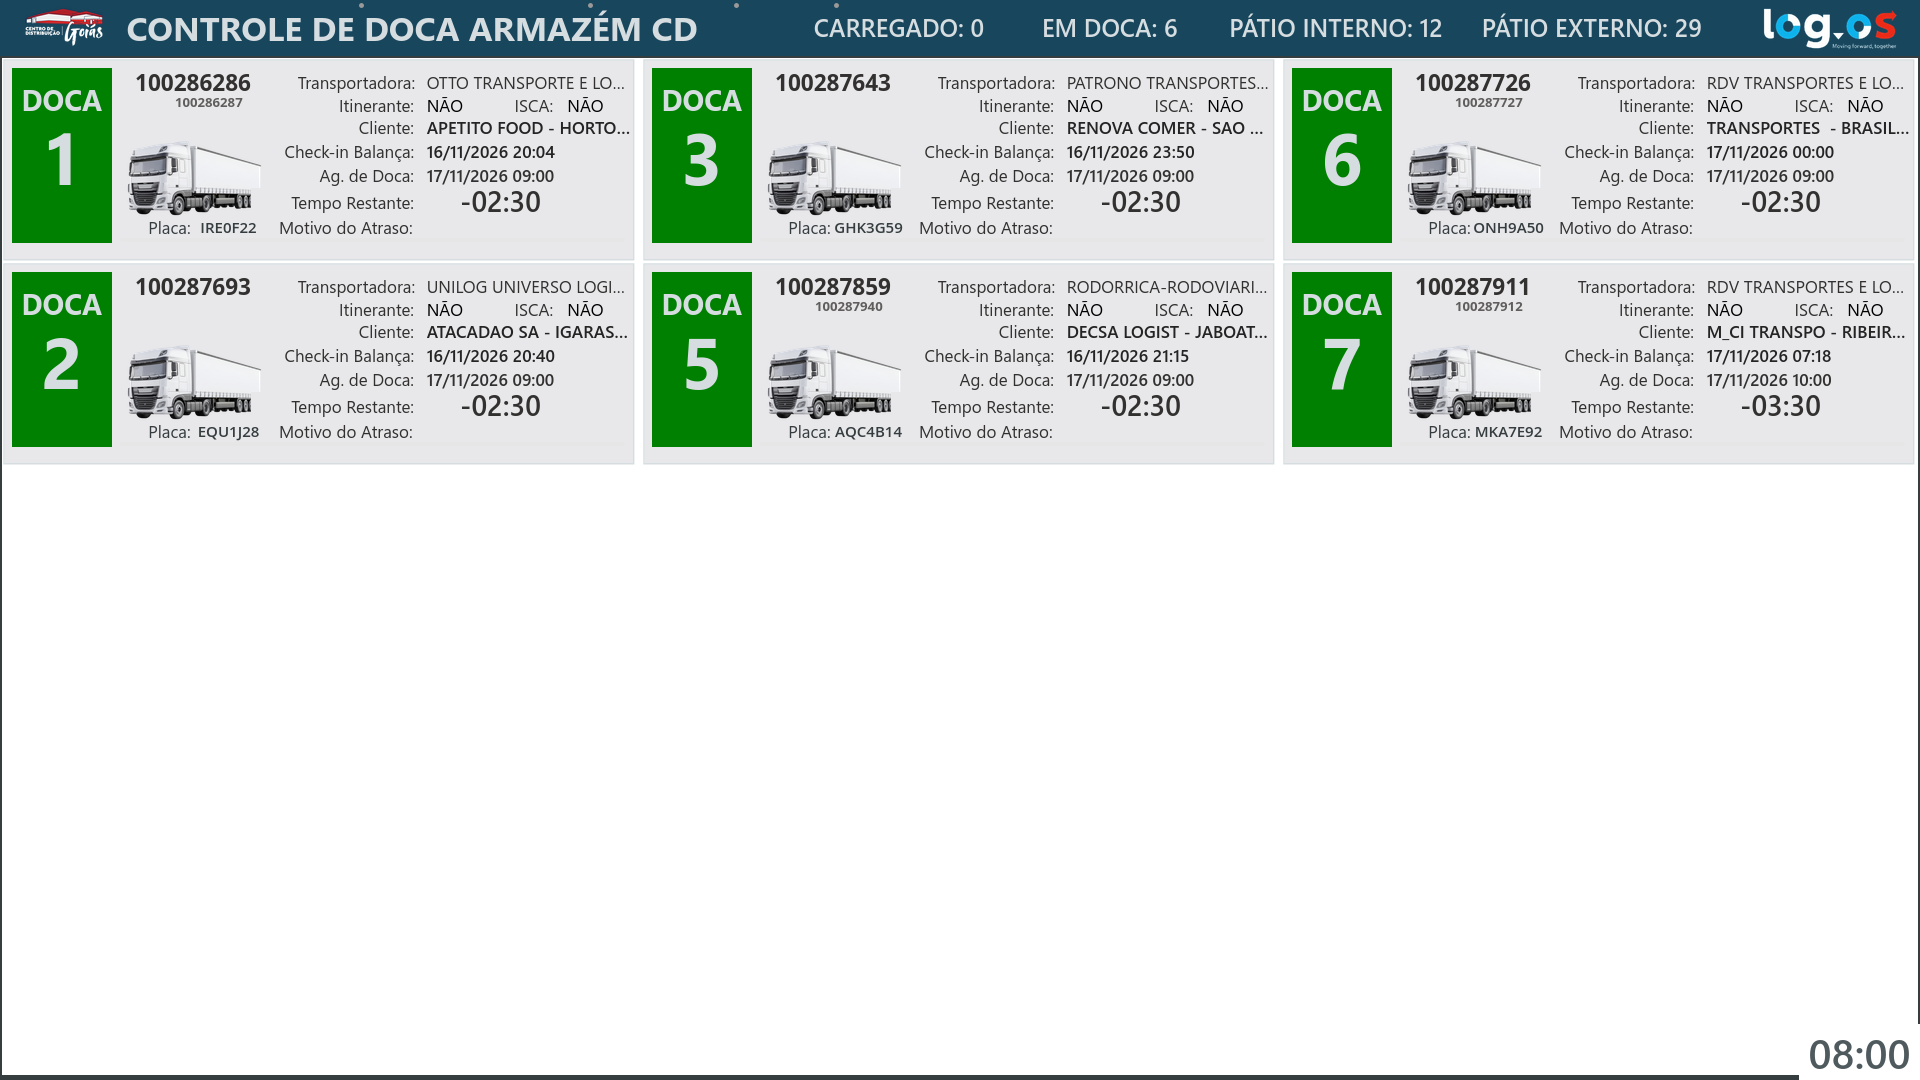 CENTRO DE DISTRIBUIÇÃO Goiás
CONTROLE DE DOCA ARMAZÉM CD
CARREGADO: 0
EM DOCA: 6
PÁTIO INTERNO: 12
PÁTIO EXTERNO: 29
log.os
Moving forward, together
DOCA
1
100286286
100286287
Placa: IRE0F22
Transportadora: OTTO TRANSPORTE E LO...
Itinerante: NÃO ISCA: NÃO
Cliente: APETITO FOOD - HORTO...
Check-in Balança: 16/11/2026 20:04
Ag. de Doca: 17/11/2026 09:00
Tempo Restante: -02:30
Motivo do Atraso:
DOCA
3
100287643
Placa: GHK3G59
Transportadora: PATRONO TRANSPORTES...
Itinerante: NÃO ISCA: NÃO
Cliente: RENOVA COMER - SAO ...
Check-in Balança: 16/11/2026 23:50
Ag. de Doca: 17/11/2026 09:00
Tempo Restante: -02:30
Motivo do Atraso:
DOCA
6
100287726
100287727
Placa: ONH9A50
Transportadora: RDV TRANSPORTES E LO...
Itinerante: NÃO ISCA: NÃO
Cliente: TRANSPORTES - BRASIL...
Check-in Balança: 17/11/2026 00:00
Ag. de Doca: 17/11/2026 09:00
Tempo Restante: -02:30
Motivo do Atraso:
DOCA
2
100287693
Placa: EQU1J28
Transportadora: UNILOG UNIVERSO LOGI...
Itinerante: NÃO ISCA: NÃO
Cliente: ATACADAO SA - IGARAS...
Check-in Balança: 16/11/2026 20:40
Ag. de Doca: 17/11/2026 09:00
Tempo Restante: -02:30
Motivo do Atraso:
DOCA
5
100287859
100287940
Placa: AQC4B14
Transportadora: RODORRICA-RODOVIARI...
Itinerante: NÃO ISCA: NÃO
Cliente: DECSA LOGIST - JABOAT...
Check-in Balança: 16/11/2026 21:15
Ag. de Doca: 17/11/2026 09:00
Tempo Restante: -02:30
Motivo do Atraso:
DOCA
7
100287911
100287912
Placa: MKA7E92
Transportadora: RDV TRANSPORTES E LO...
Itinerante: NÃO ISCA: NÃO
Cliente: M_CI TRANSPO - RIBEIR...
Check-in Balança: 17/11/2026 07:18
Ag. de Doca: 17/11/2026 10:00
Tempo Restante: -03:30
Motivo do Atraso:
08:00